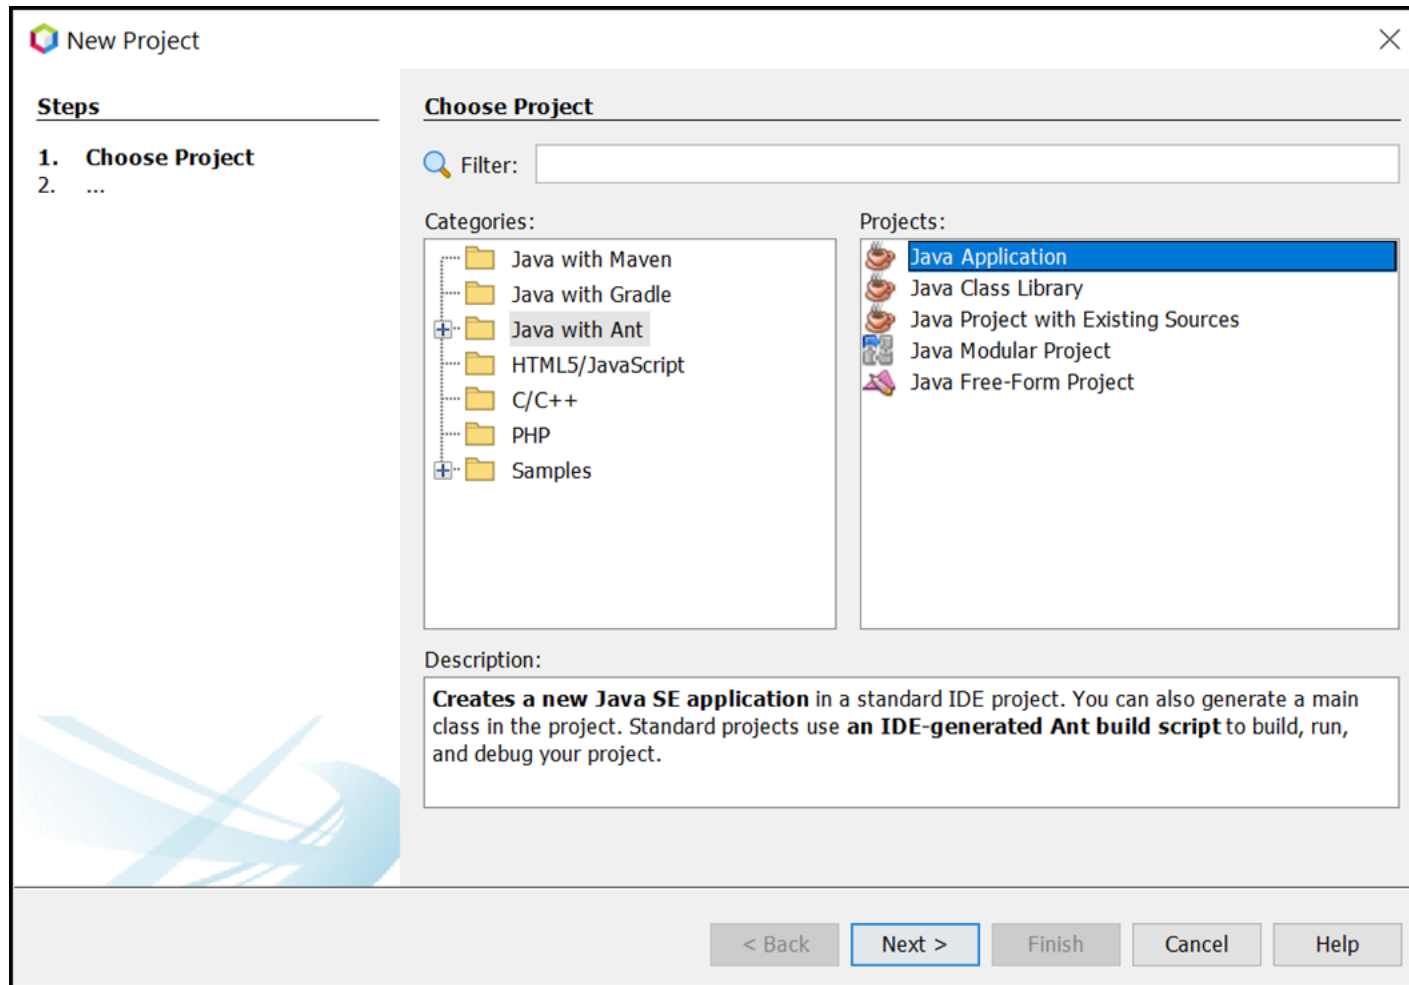 New Project
Steps
1. Choose Project
2. ...
Choose Project
Filter:
Categories:
Java with Maven
Java with Gradle
Java with Ant
HTML5/JavaScript
C/C++
PHP
Samples
Projects:
Java Application
Java Class Library
Java Project with Existing Sources
Java Modular Project
Java Free-Form Project
Description:
Creates a new Java SE application in a standard IDE project. You can also generate a main
class in the project. Standard projects use an IDE-generated Ant build script to build, run,
and debug your project.
< Back
Next >
Finish
Cancel
Help